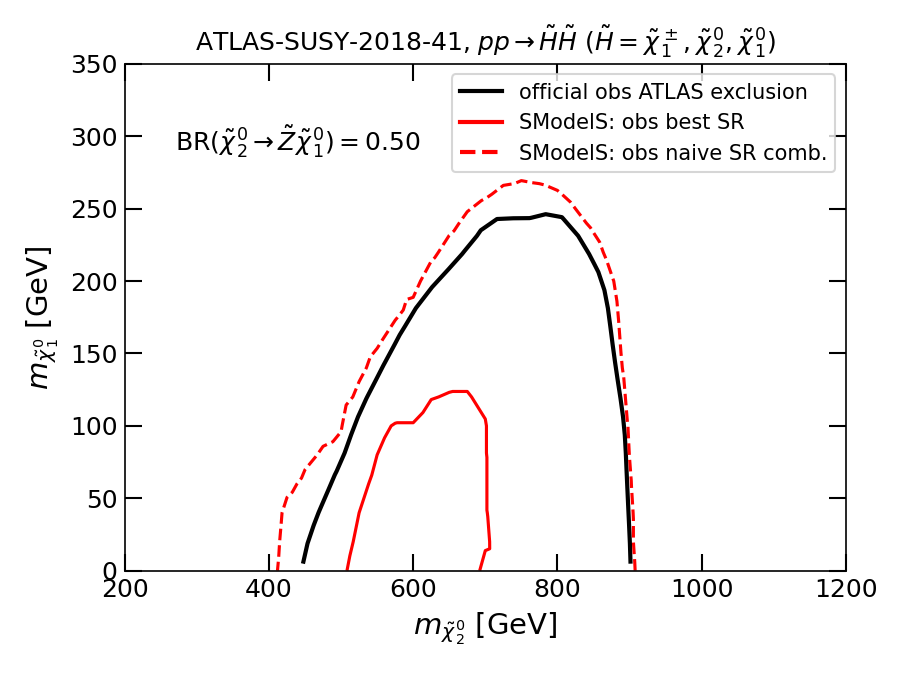 ATLAS-SUSY-2018-41, pp → H̃H̃ (H̃ = χ̃₁±, χ̃₂⁰, χ̃₁⁰)
350
300
250
200
150
100
50
0
official obs ATLAS exclusion
SModelS: obs best SR
SModelS: obs naive SR comb.
BR(χ̃₂⁰ → Z̃χ̃₁⁰) = 0.50
m_χ̃₁⁰ [GeV]
200 400 600 800 1000 1200
m_χ̃₂⁰ [GeV]